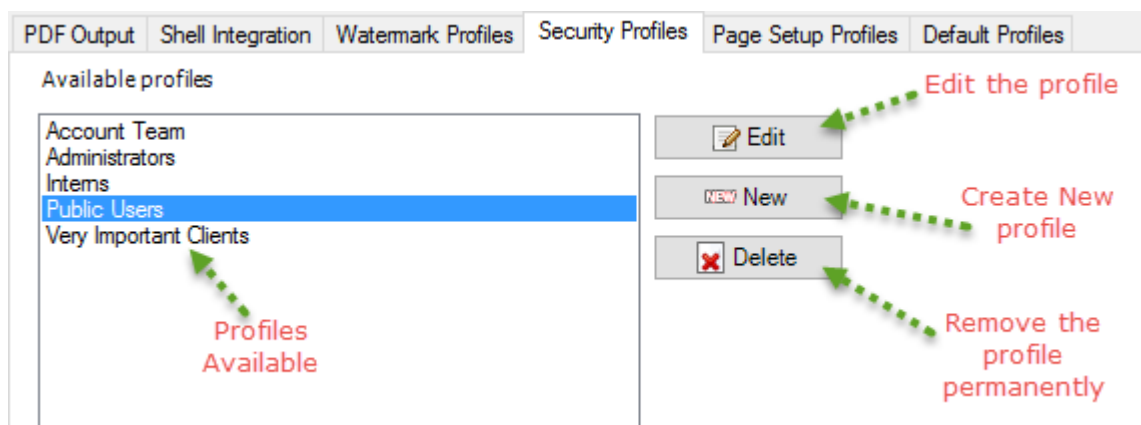 PDF Output Shell Integration Watermark Profiles Security Profiles Page Setup Profiles Default Profiles
Available profiles
Edit the profile
Account Team
Administrators
Interns
Public Users
Very Important Clients
Edit
NEW New
Create New
profile
Delete
Profiles
Available
Remove the
profile
permanently